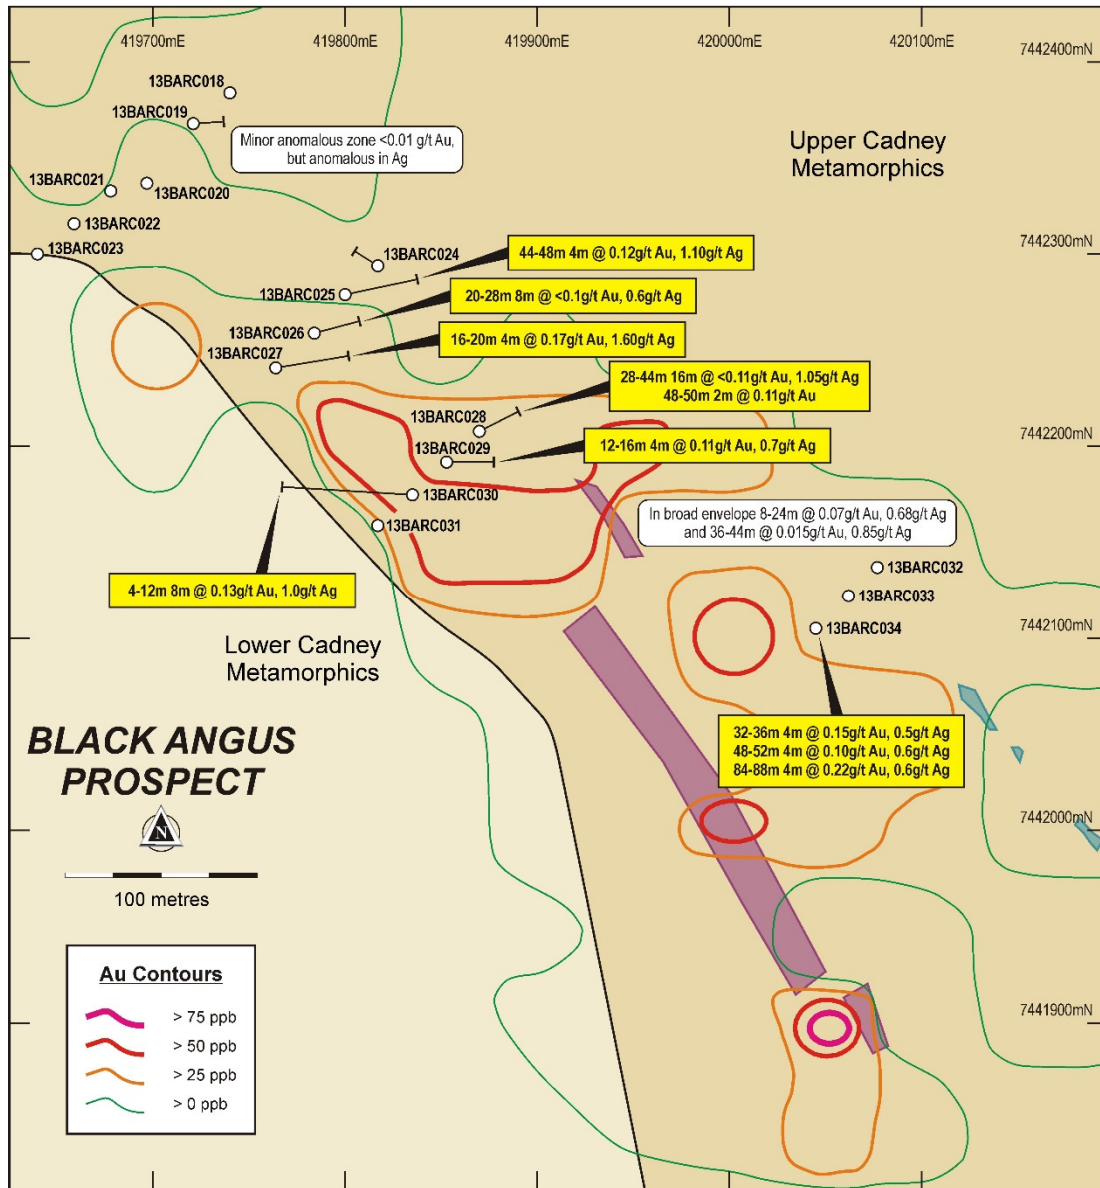 419700mE
419800mE
419900mE
420000mE
420100mE
7442400mN
13BARC018
13BARC019
Minor anomalous zone <0.01 g/t Au,
but anomalous in Ag
Upper Cadney
Metamorphics
13BARC021
13BARC020
13BARC022
13BARC023
13BARC024
7442300mN
44-48m 4m @ 0.12g/t Au, 1.10g/t Ag
13BARC025
20-28m 8m @ <0.1g/t Au, 0.6g/t Ag
13BARC026
16-20m 4m @ 0.17g/t Au, 1.60g/t Ag
13BARC027
28-44m 16m @ <0.11g/t Au, 1.05g/t Ag
48-50m 2m @ 0.11g/t Au
13BARC028
13BARC029
12-16m 4m @ 0.11g/t Au, 0.7g/t Ag
7442200mN
13BARC030
13BARC031
In broad envelope 8-24m @ 0.07g/t Au, 0.68g/t Ag
and 36-44m @ 0.015g/t Au, 0.85g/t Ag
13BARC032
13BARC033
13BARC034
4-12m 8m @ 0.13g/t Au, 1.0g/t Ag
Lower Cadney
Metamorphics
7442100mN
32-36m 4m @ 0.15g/t Au, 0.5g/t Ag
48-52m 4m @ 0.10g/t Au, 0.6g/t Ag
84-88m 4m @ 0.22g/t Au, 0.6g/t Ag
BLACK ANGUS
PROSPECT
N
7442000mN
100 metres
Au Contours
> 75 ppb
> 50 ppb
> 25 ppb
> 0 ppb
7441900mN